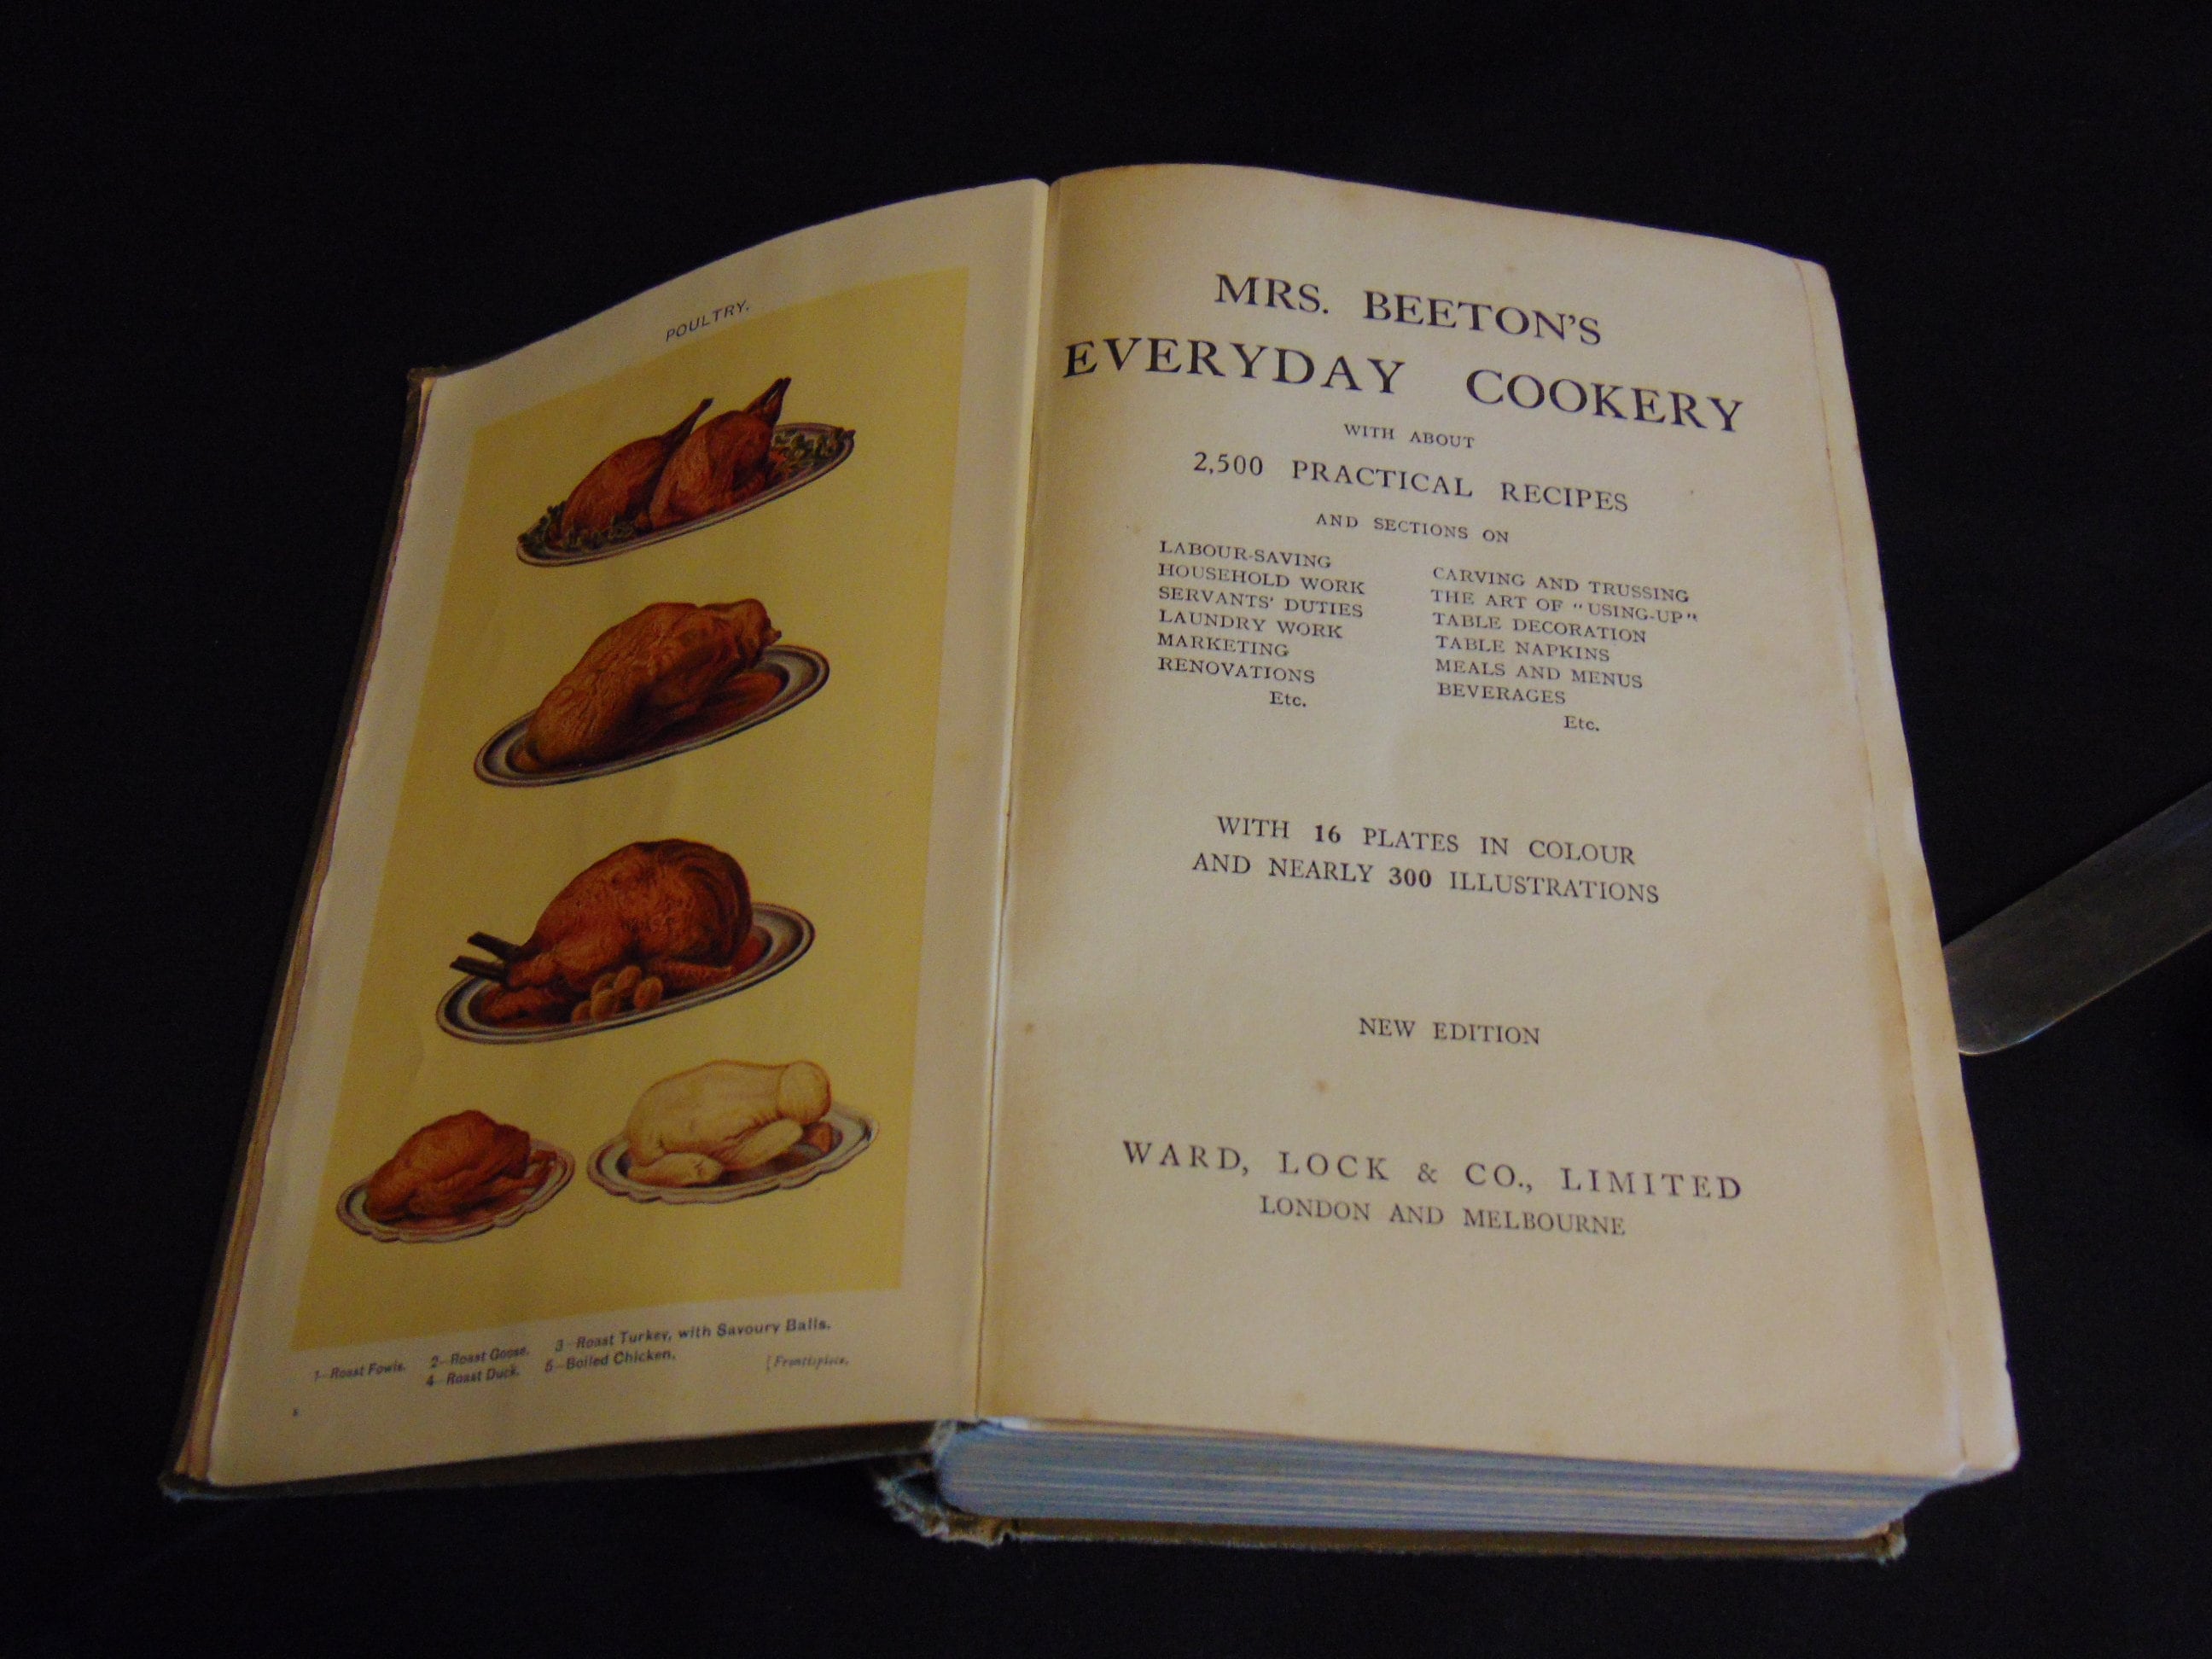 POULTRY.
1—Roast Fowls. 2—Roast Goose. 3—Roast Turkey, with Savoury Balls.
4—Roast Duck. 5—Boiled Chicken.
[Frontispiece.
MRS. BEETON'S
EVERYDAY COOKERY
WITH ABOUT
2,500 PRACTICAL RECIPES
AND SECTIONS ON
LABOUR-SAVING
HOUSEHOLD WORK
SERVANTS' DUTIES
LAUNDRY WORK
MARKETING
RENOVATIONS
Etc.
CARVING AND TRUSSING
THE ART OF "USING-UP"
TABLE DECORATION
TABLE NAPKINS
MEALS AND MENUS
BEVERAGES
Etc.
WITH 16 PLATES IN COLOUR
AND NEARLY 300 ILLUSTRATIONS
NEW EDITION
WARD, LOCK & CO., LIMITED
LONDON AND MELBOURNE